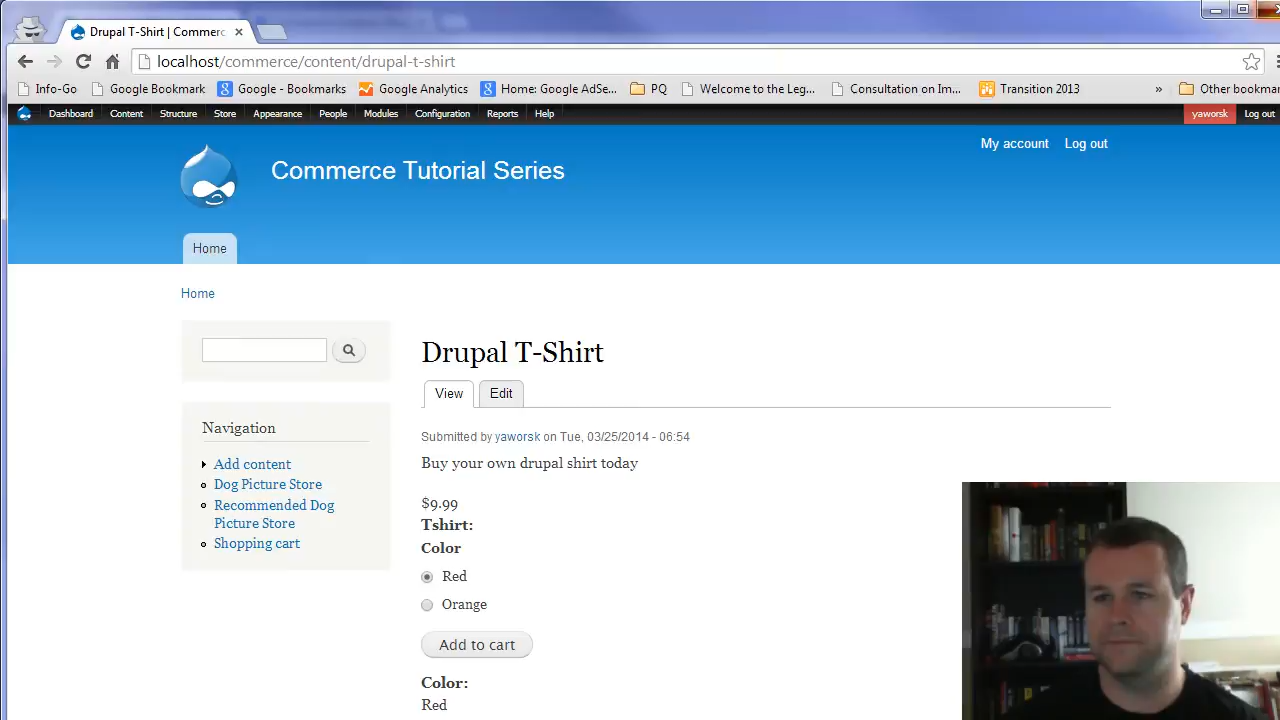 Drupal T-Shirt | Commerc
localhost/commerce/content/drupal-t-shirt
Info-Go Google Bookmark Google - Bookmarks Google Analytics Home: Google AdSe... PQ Welcome to the Leg... Consultation on Im... Transition 2013 » Other bookmar
Dashboard Content Structure Store Appearance People Modules Configuration Reports Help yaworsk Log out
My account Log out
Commerce Tutorial Series
Home
Home
Drupal T-Shirt
View Edit
Navigation
Submitted by yaworsk on Tue, 03/25/2014 - 06:54
Buy your own drupal shirt today
Add content
Dog Picture Store
Recommended Dog
Picture Store
Shopping cart
$9.99
Tshirt:
Color
Red
Orange
Add to cart
Color:
Red